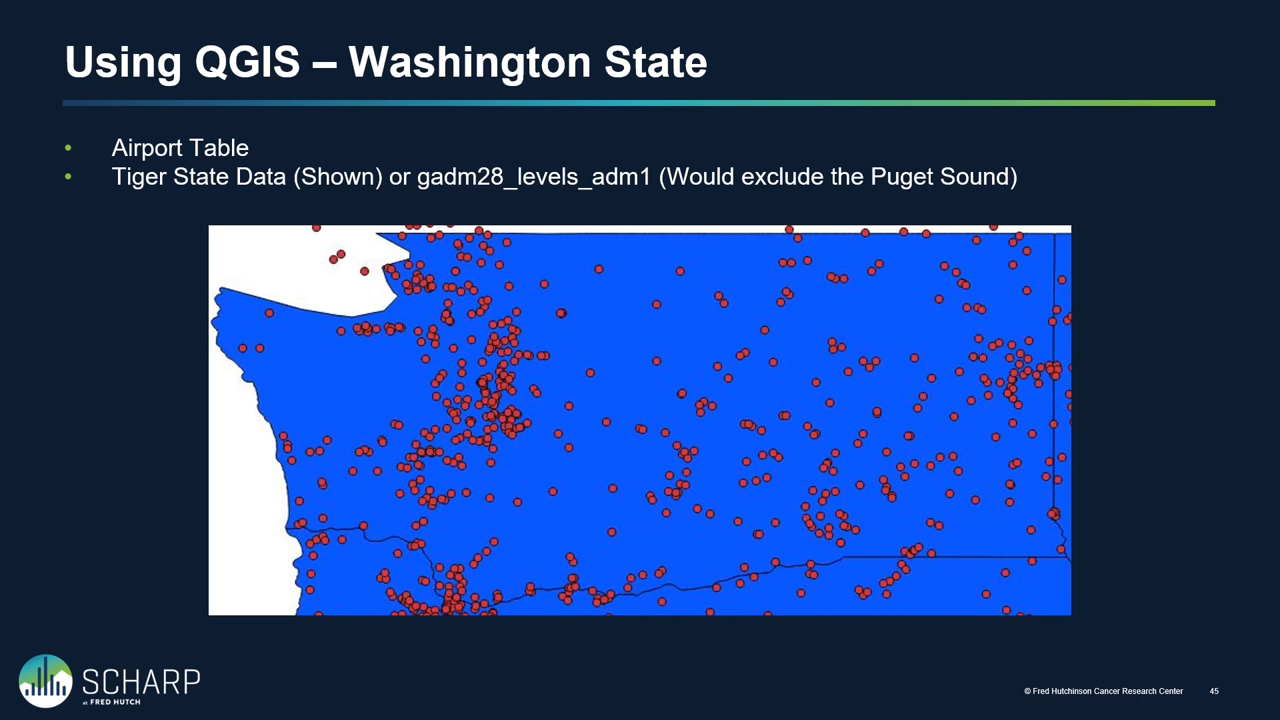 Using QGIS – Washington State
• Airport Table
• Tiger State Data (Shown) or gadm28_levels_adm1 (Would exclude the Puget Sound)
SCHARP
at FRED HUTCH
© Fred Hutchinson Cancer Research Center 45